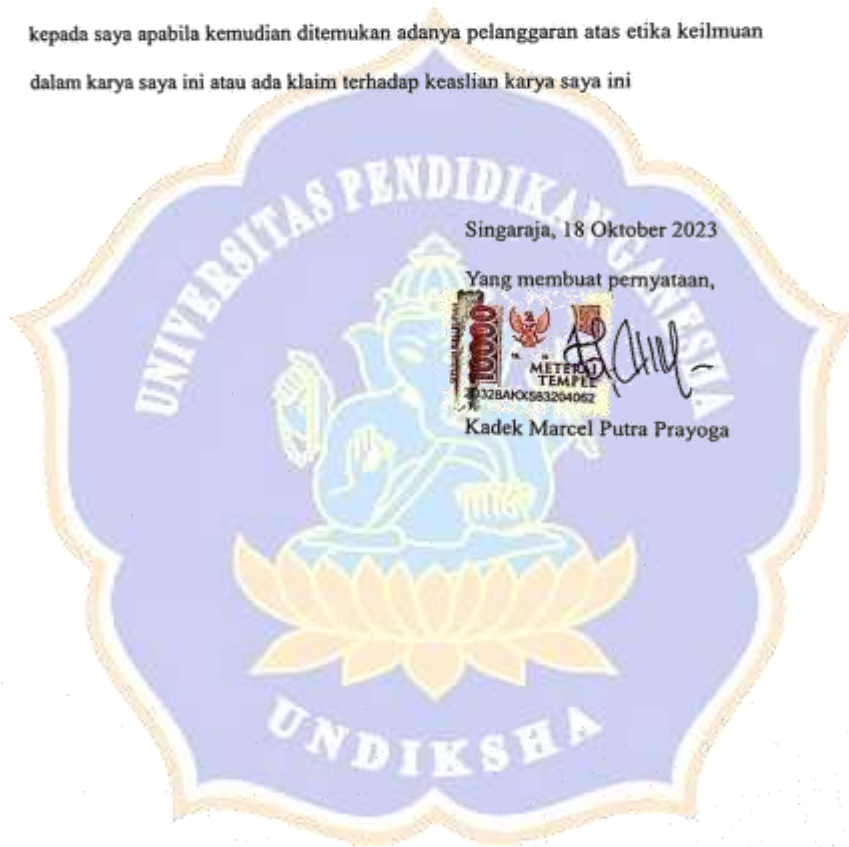 kepada saya apabila kemudian ditemukan adanya pelanggaran atas etika keilmuan
dalam karya saya ini atau ada klaim terhadap keaslian karya saya ini
UNIVERSITAS PENDIDIKAN GANESHA
Singaraja, 18 Oktober 2023
Yang membuat pernyataan,
10000
METERAI
TEMPEL
Kadek Marcel Putra Prayoga
UNDIKSHA